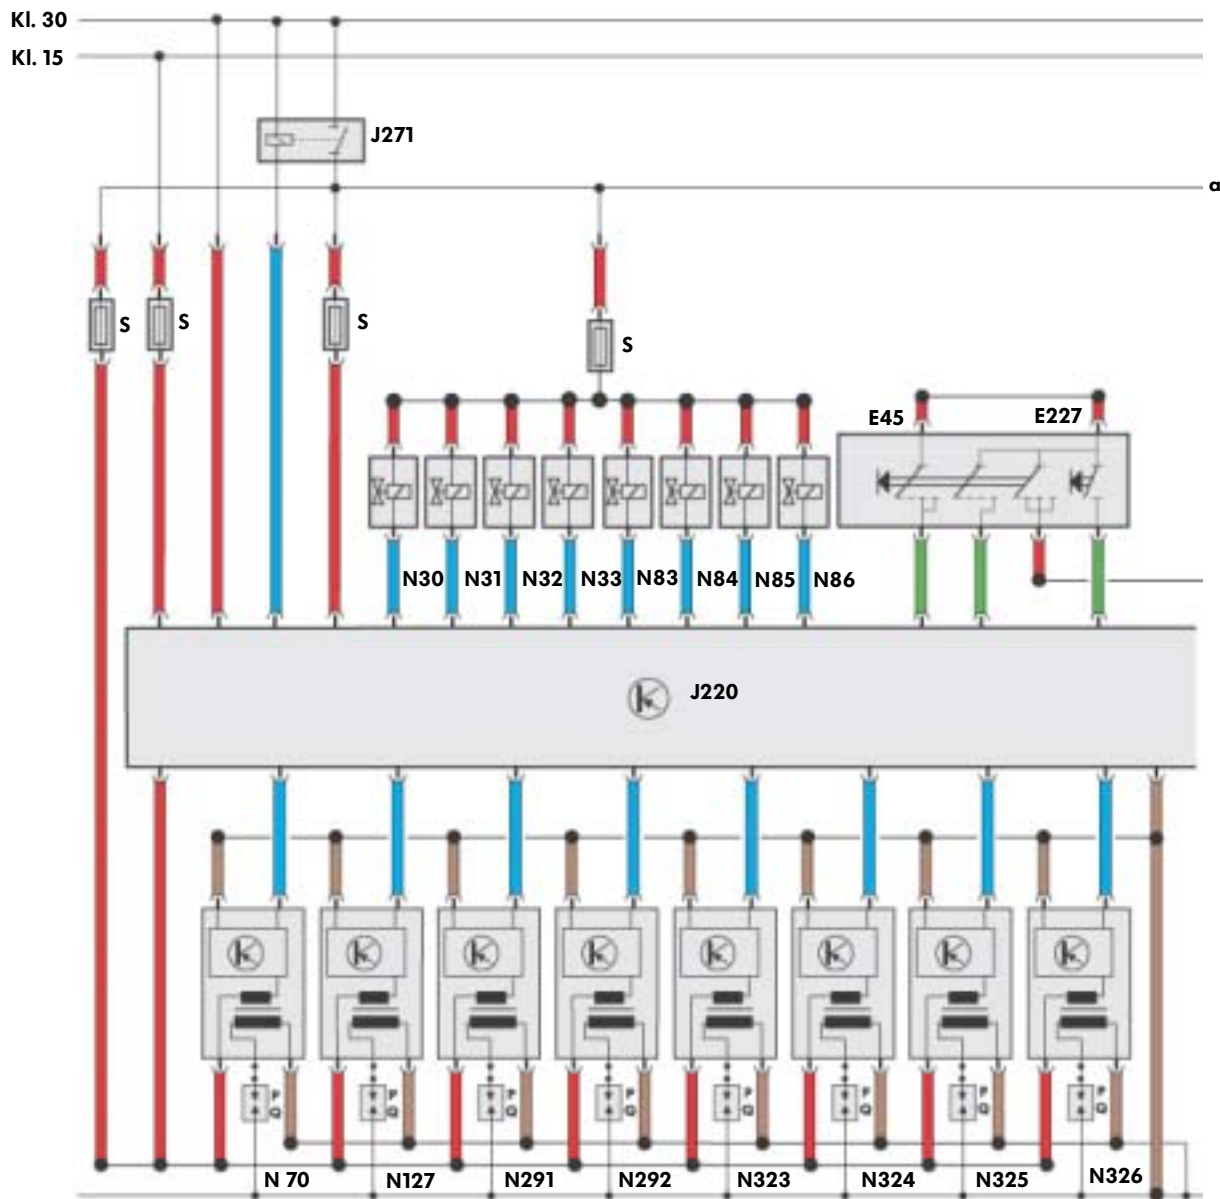 Kl. 30
Kl. 15
J271
a
S S S S
E45 E227
N30 N31 N32 N33 N83 N84 N85 N86
J220
P P P P P P P P
Q Q Q Q Q Q Q Q
N 70 N127 N291 N292 N323 N324 N325 N326